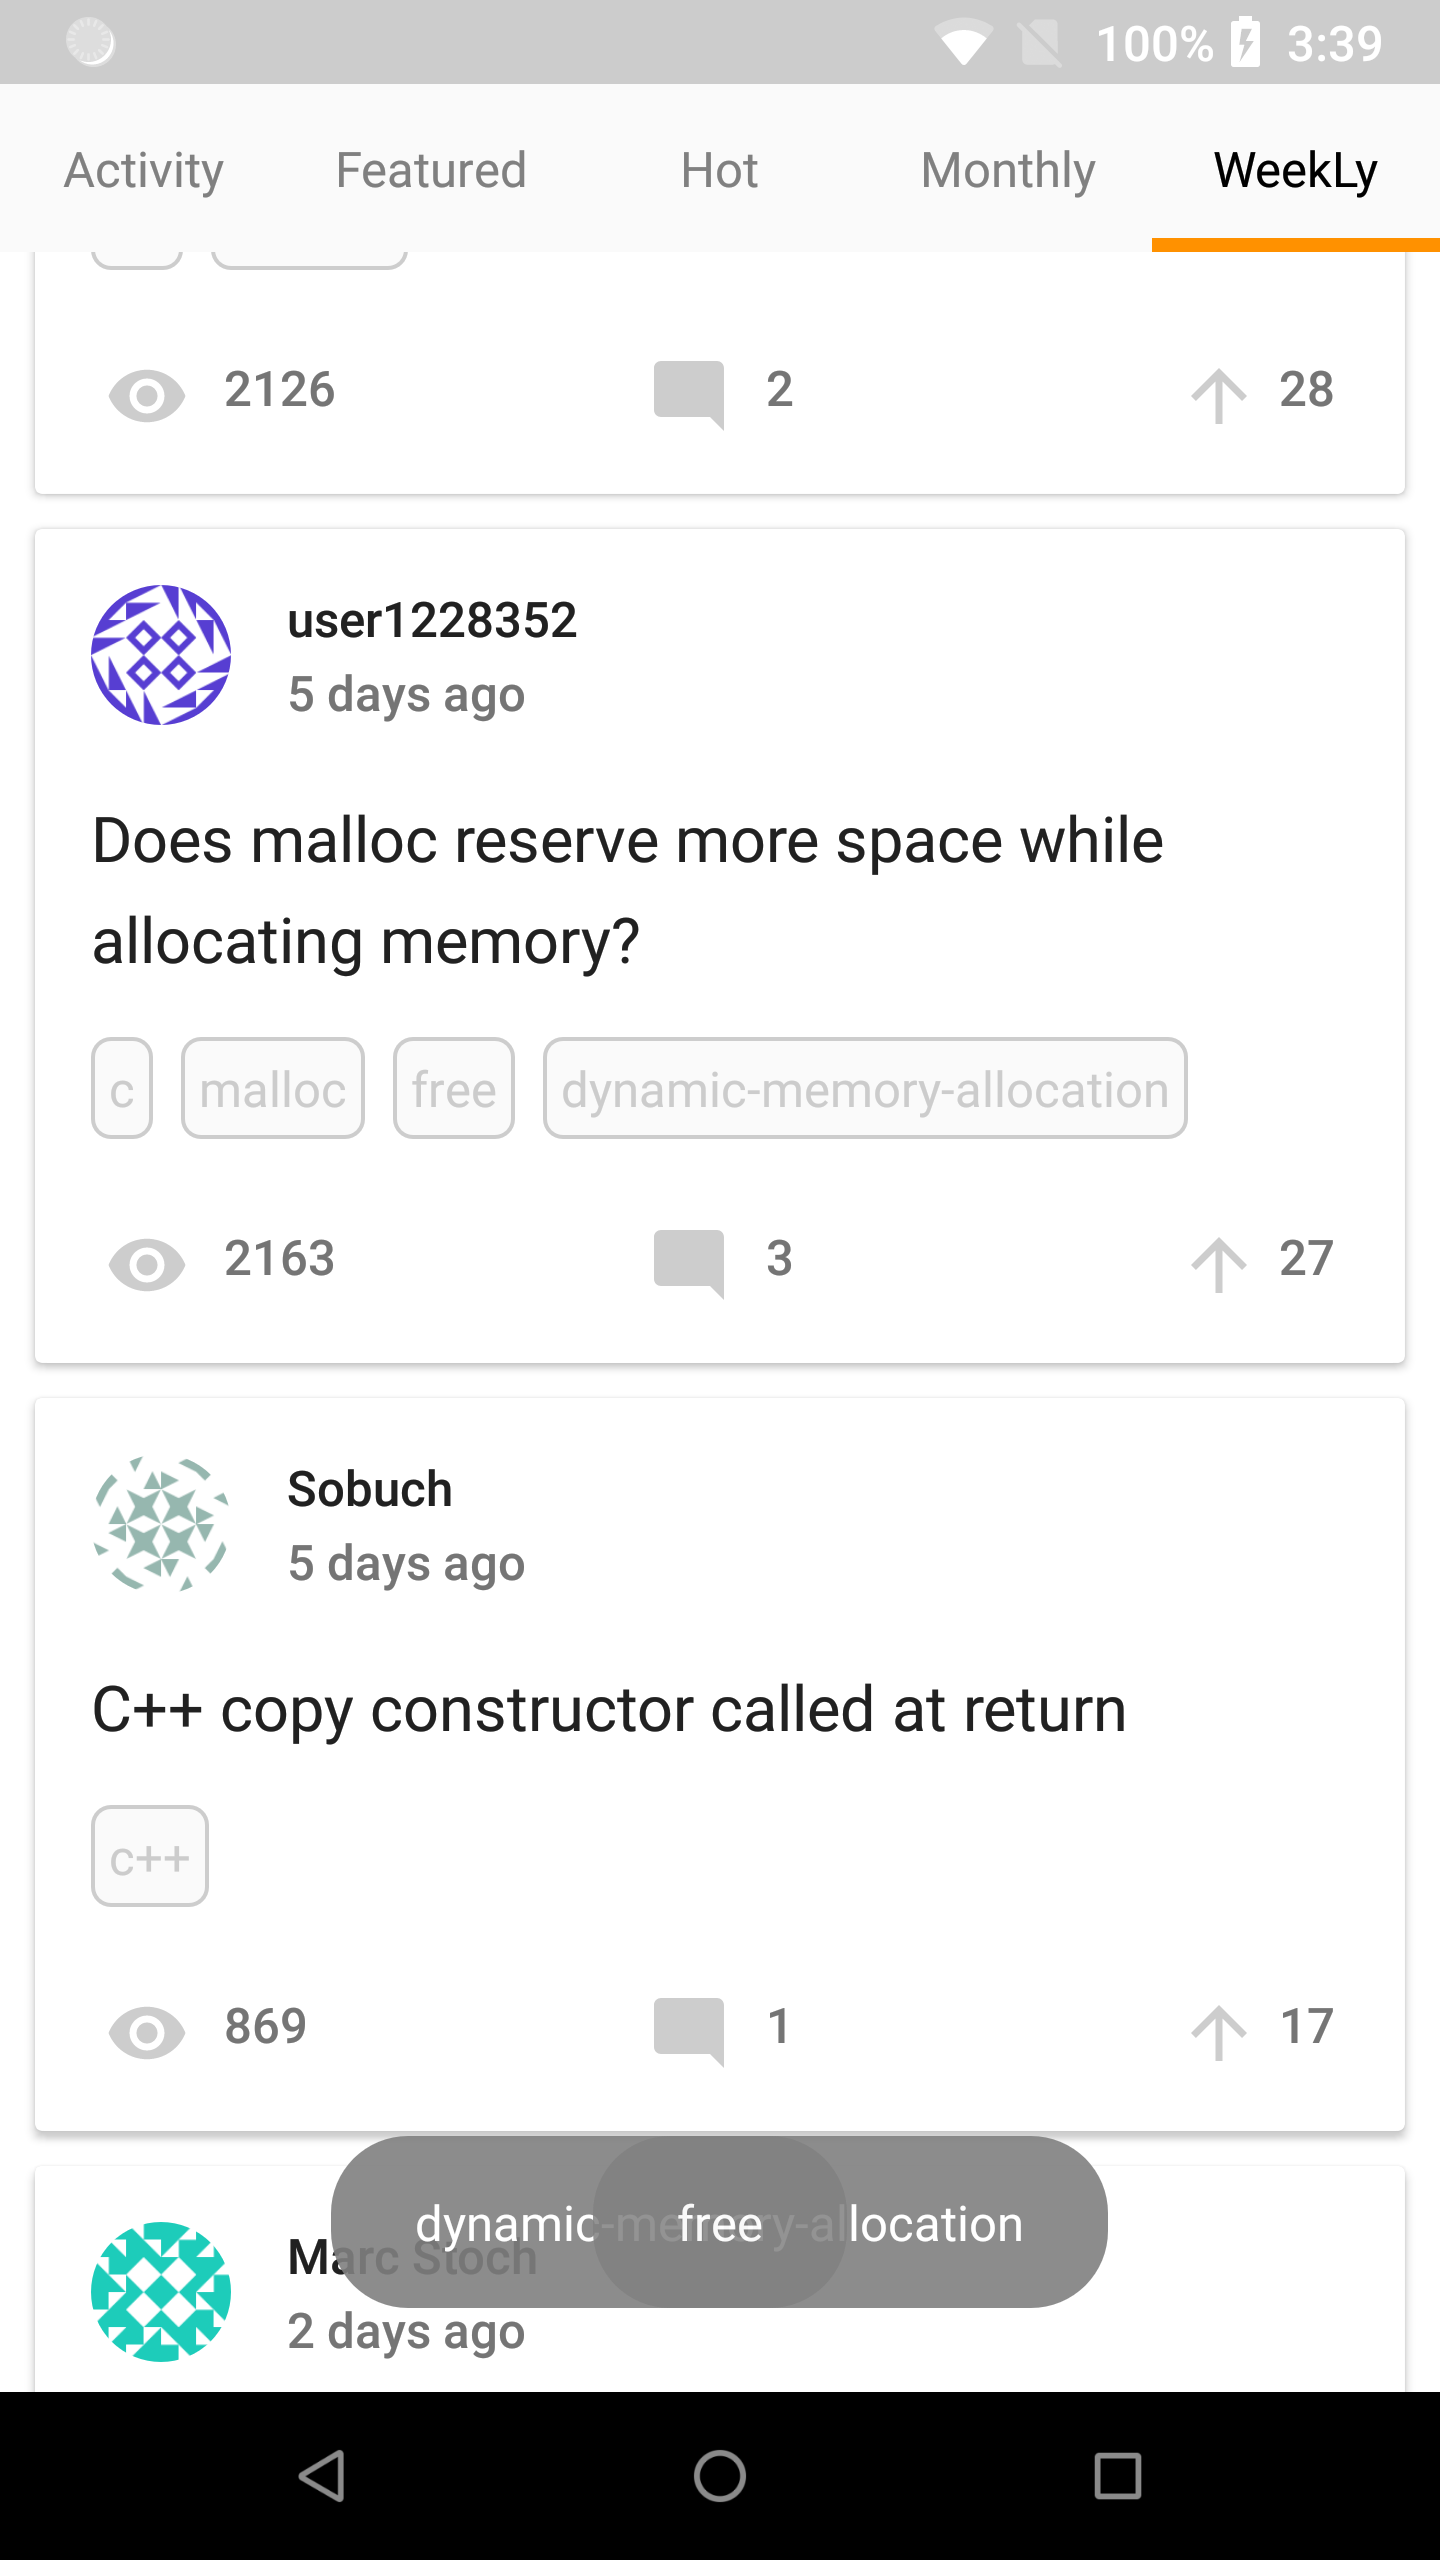 100% 3:39
Activity Featured Hot Monthly WeekLy
2126 2 28
user1228352
5 days ago
Does malloc reserve more space while
allocating memory?
c malloc free dynamic-memory-allocation
2163 3 27
Sobuch
5 days ago
C++ copy constructor called at return
c++
869 1 17
dynamic-memory-allocation
free
Marc Stoch
2 days ago